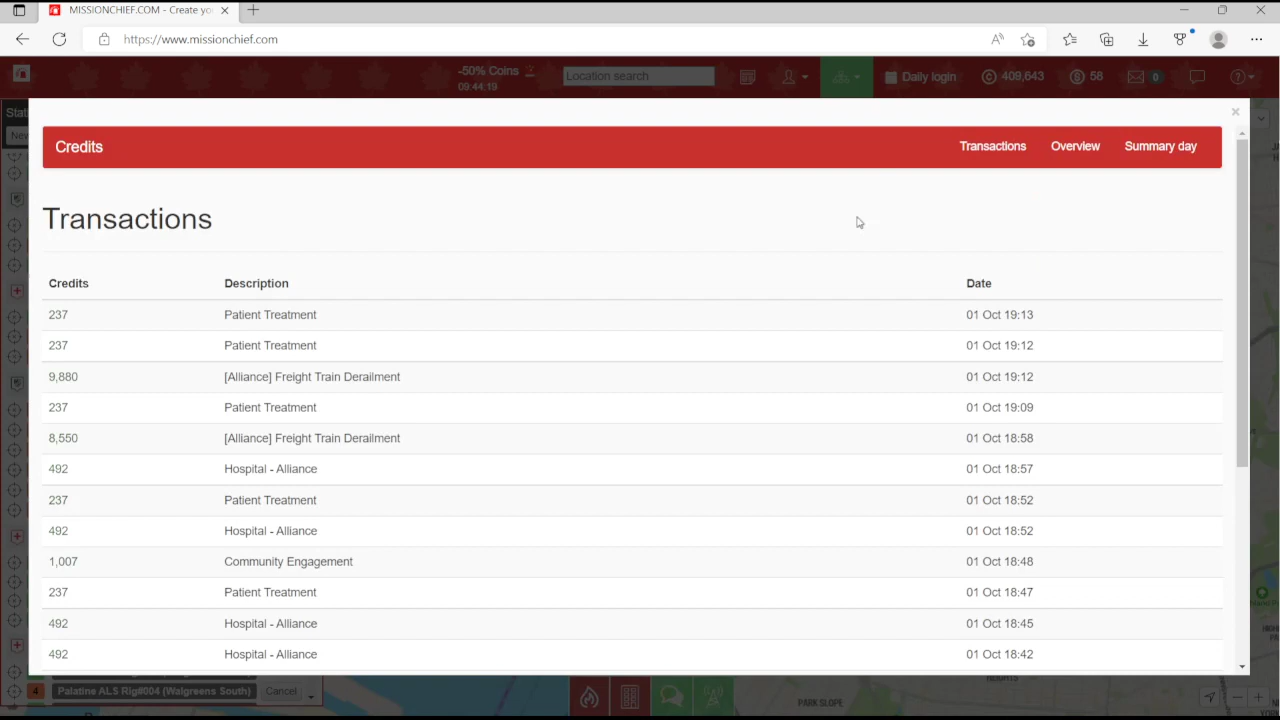 MISSIONCHIEF.COM - Create yo
https://www.missionchief.com
-50% Coins
09:44:19
Location search
Daily login
409,643
58
0
Stati
New
Credits
Transactions
Overview
Summary day
Transactions
Credits Description Date
237 Patient Treatment 01 Oct 19:13
237 Patient Treatment 01 Oct 19:12
9,880 [Alliance] Freight Train Derailment 01 Oct 19:12
237 Patient Treatment 01 Oct 19:09
8,550 [Alliance] Freight Train Derailment 01 Oct 18:58
492 Hospital - Alliance 01 Oct 18:57
237 Patient Treatment 01 Oct 18:52
492 Hospital - Alliance 01 Oct 18:52
1,007 Community Engagement 01 Oct 18:48
237 Patient Treatment 01 Oct 18:47
492 Hospital - Alliance 01 Oct 18:45
492 Hospital - Alliance 01 Oct 18:42
4 Palatine ALS Rig#004 (Walgreens South) Cancel
HEIGHTS
PARK SLOPE